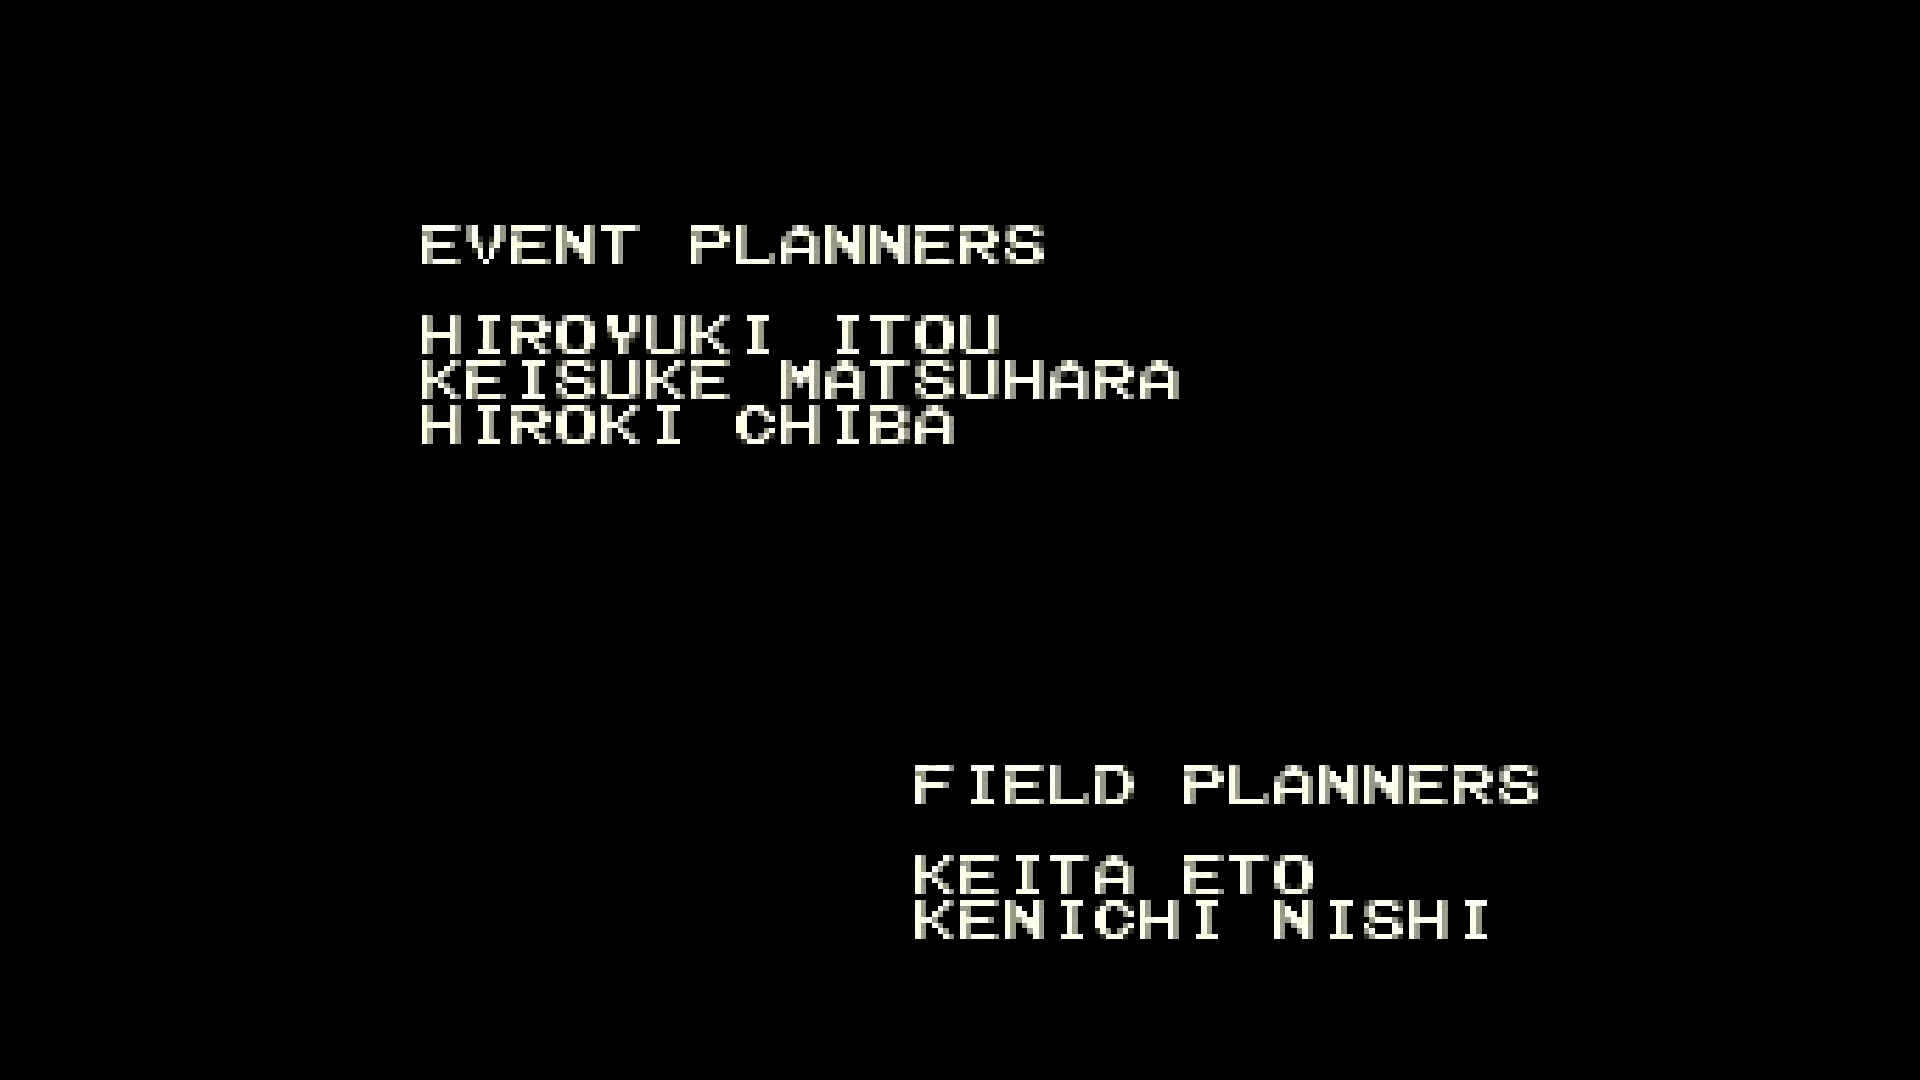 EVENT PLANNERS
HIROYUKI ITOU
KEISUKE MATSUHARA
HIROKI CHIBA
FIELD PLANNERS
KEITA ETO
KENICHI NISHI